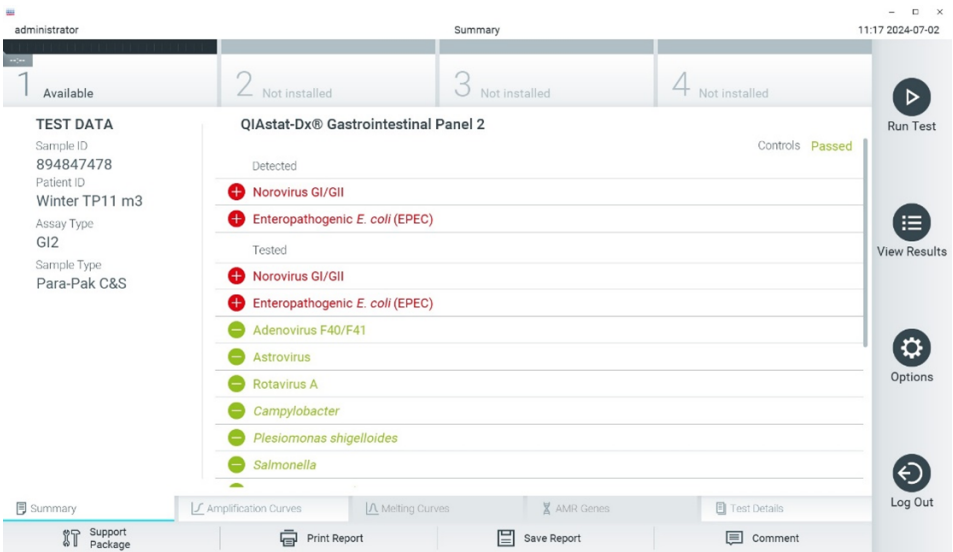 administrator
Summary
11:17 2024-07-02
1 Available
2 Not installed
3 Not installed
4 Not installed
TEST DATA
Sample ID
894847478
Patient ID
Winter TP11 m3
Assay Type
GI2
Sample Type
Para-Pak C&S
QIAstat-Dx® Gastrointestinal Panel 2
Controls Passed
Detected
Norovirus GI/GII
Enteropathogenic E. coli (EPEC)
Tested
Norovirus GI/GII
Enteropathogenic E. coli (EPEC)
Adenovirus F40/F41
Astrovirus
Rotavirus A
Campylobacter
Plesiomonas shigelloides
Salmonella
Run Test
View Results
Options
Log Out
Summary
Amplification Curves
Melting Curves
AMR Genes
Test Details
Support
Package
Print Report
Save Report
Comment